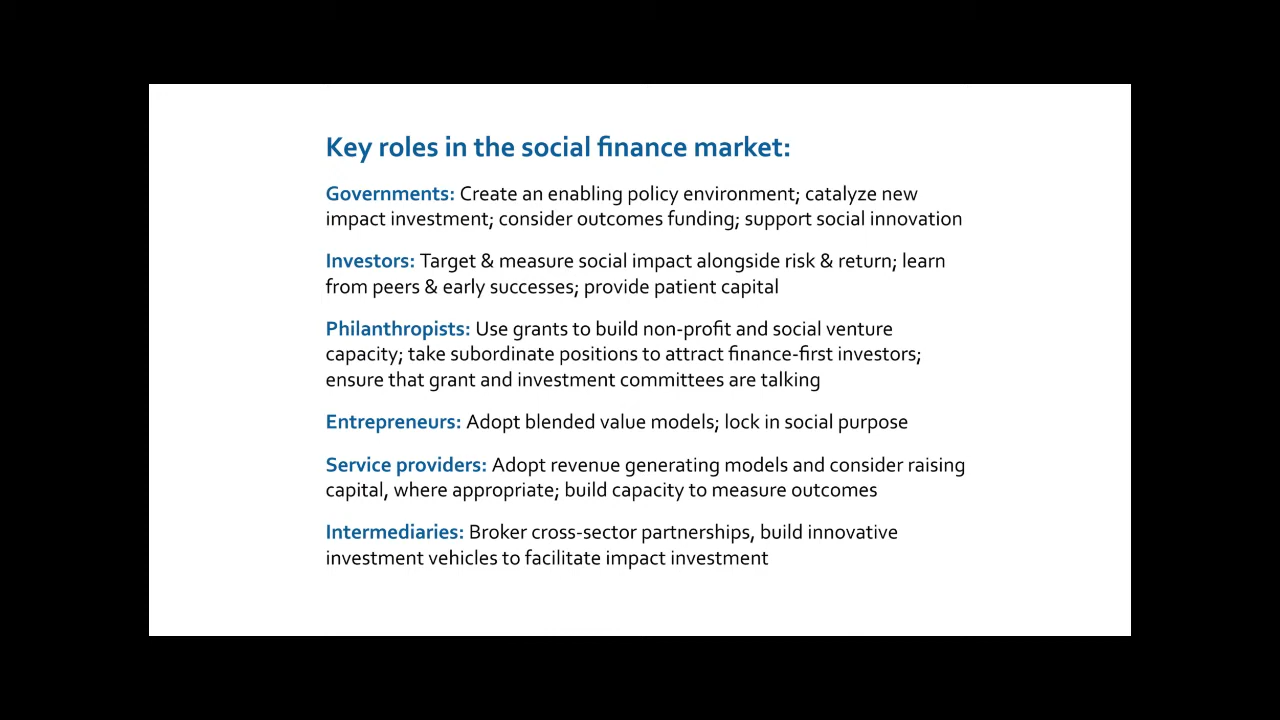 Key roles in the social finance market:
Governments: Create an enabling policy environment; catalyze new
impact investment; consider outcomes funding; support social innovation
Investors: Target & measure social impact alongside risk & return; learn
from peers & early successes; provide patient capital
Philanthropists: Use grants to build non-profit and social venture
capacity; take subordinate positions to attract finance-first investors;
ensure that grant and investment committees are talking
Entrepreneurs: Adopt blended value models; lock in social purpose
Service providers: Adopt revenue generating models and consider raising
capital, where appropriate; build capacity to measure outcomes
Intermediaries: Broker cross-sector partnerships, build innovative
investment vehicles to facilitate impact investment